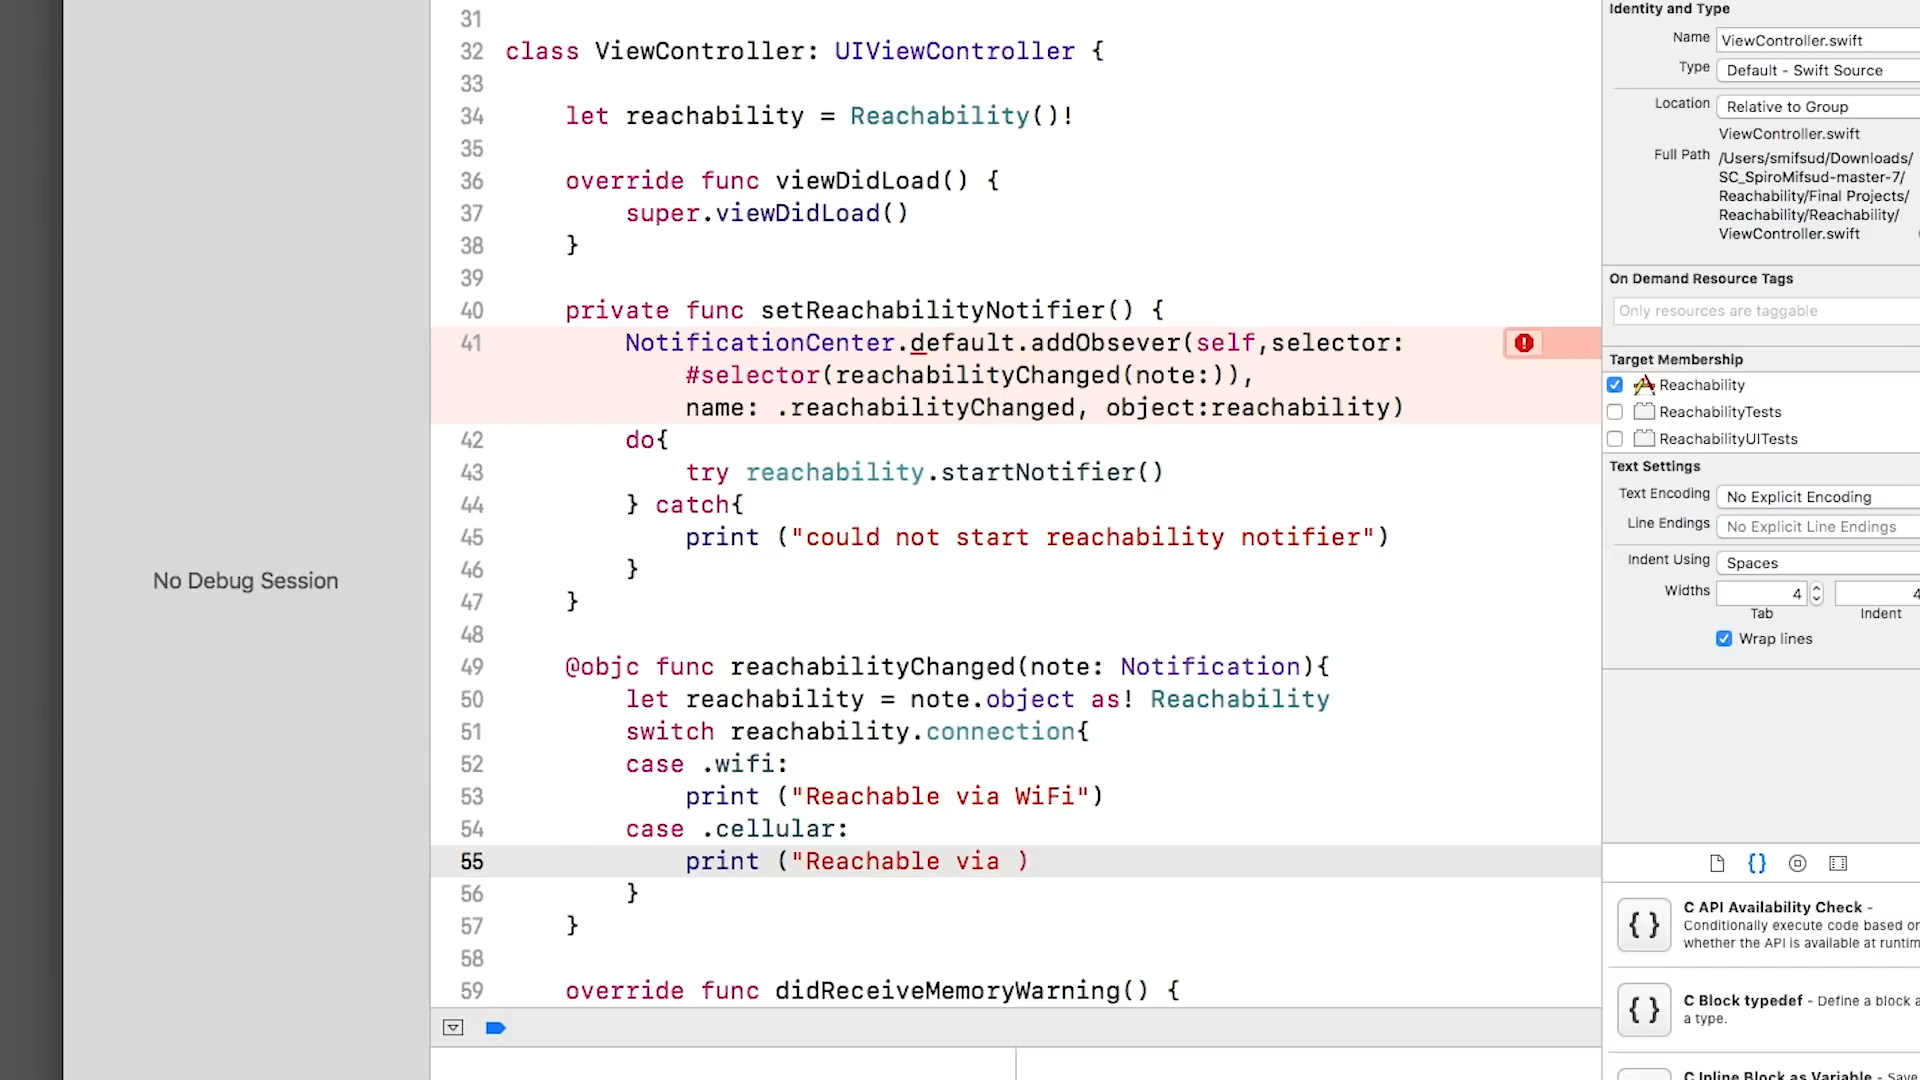 31
32 class ViewController: UIViewController {
33
34     let reachability = Reachability()!
35
36     override func viewDidLoad() {
37         super.viewDidLoad()
38     }
39
40     private func setReachabilityNotifier() {
41         NotificationCenter.default.addObsever(self,selector:
            #selector(reachabilityChanged(note:)),
            name: .reachabilityChanged, object:reachability)
42         do{
43             try reachability.startNotifier()
44         } catch{
45             print ("could not start reachability notifier")
46         }
47     }
48
49     @objc func reachabilityChanged(note: Notification){
50         let reachability = note.object as! Reachability
51         switch reachability.connection{
52         case .wifi:
53             print ("Reachable via WiFi")
54         case .cellular:
55             print ("Reachable via )
56         }
57     }
58
59     override func didReceiveMemoryWarning() {
No Debug Session
Identity and Type
Name ViewController.swift
Type Default - Swift Source
Location Relative to Group
ViewController.swift
Full Path /Users/smifsud/Downloads/
SC_SpiroMifsud-master-7/
Reachability/Final Projects/
Reachability/Reachability/
ViewController.swift
On Demand Resource Tags
Only resources are taggable
Target Membership
Reachability
ReachabilityTests
ReachabilityUITests
Text Settings
Text Encoding No Explicit Encoding
Line Endings No Explicit Line Endings
Indent Using Spaces
Widths 4 4
Tab Indent
Wrap lines
{}
{ } C API Availability Check -
Conditionally execute code based on
whether the API is available at runtim
{ } C Block typedef - Define a block a
a type.
C Inline Block as Variable - Save